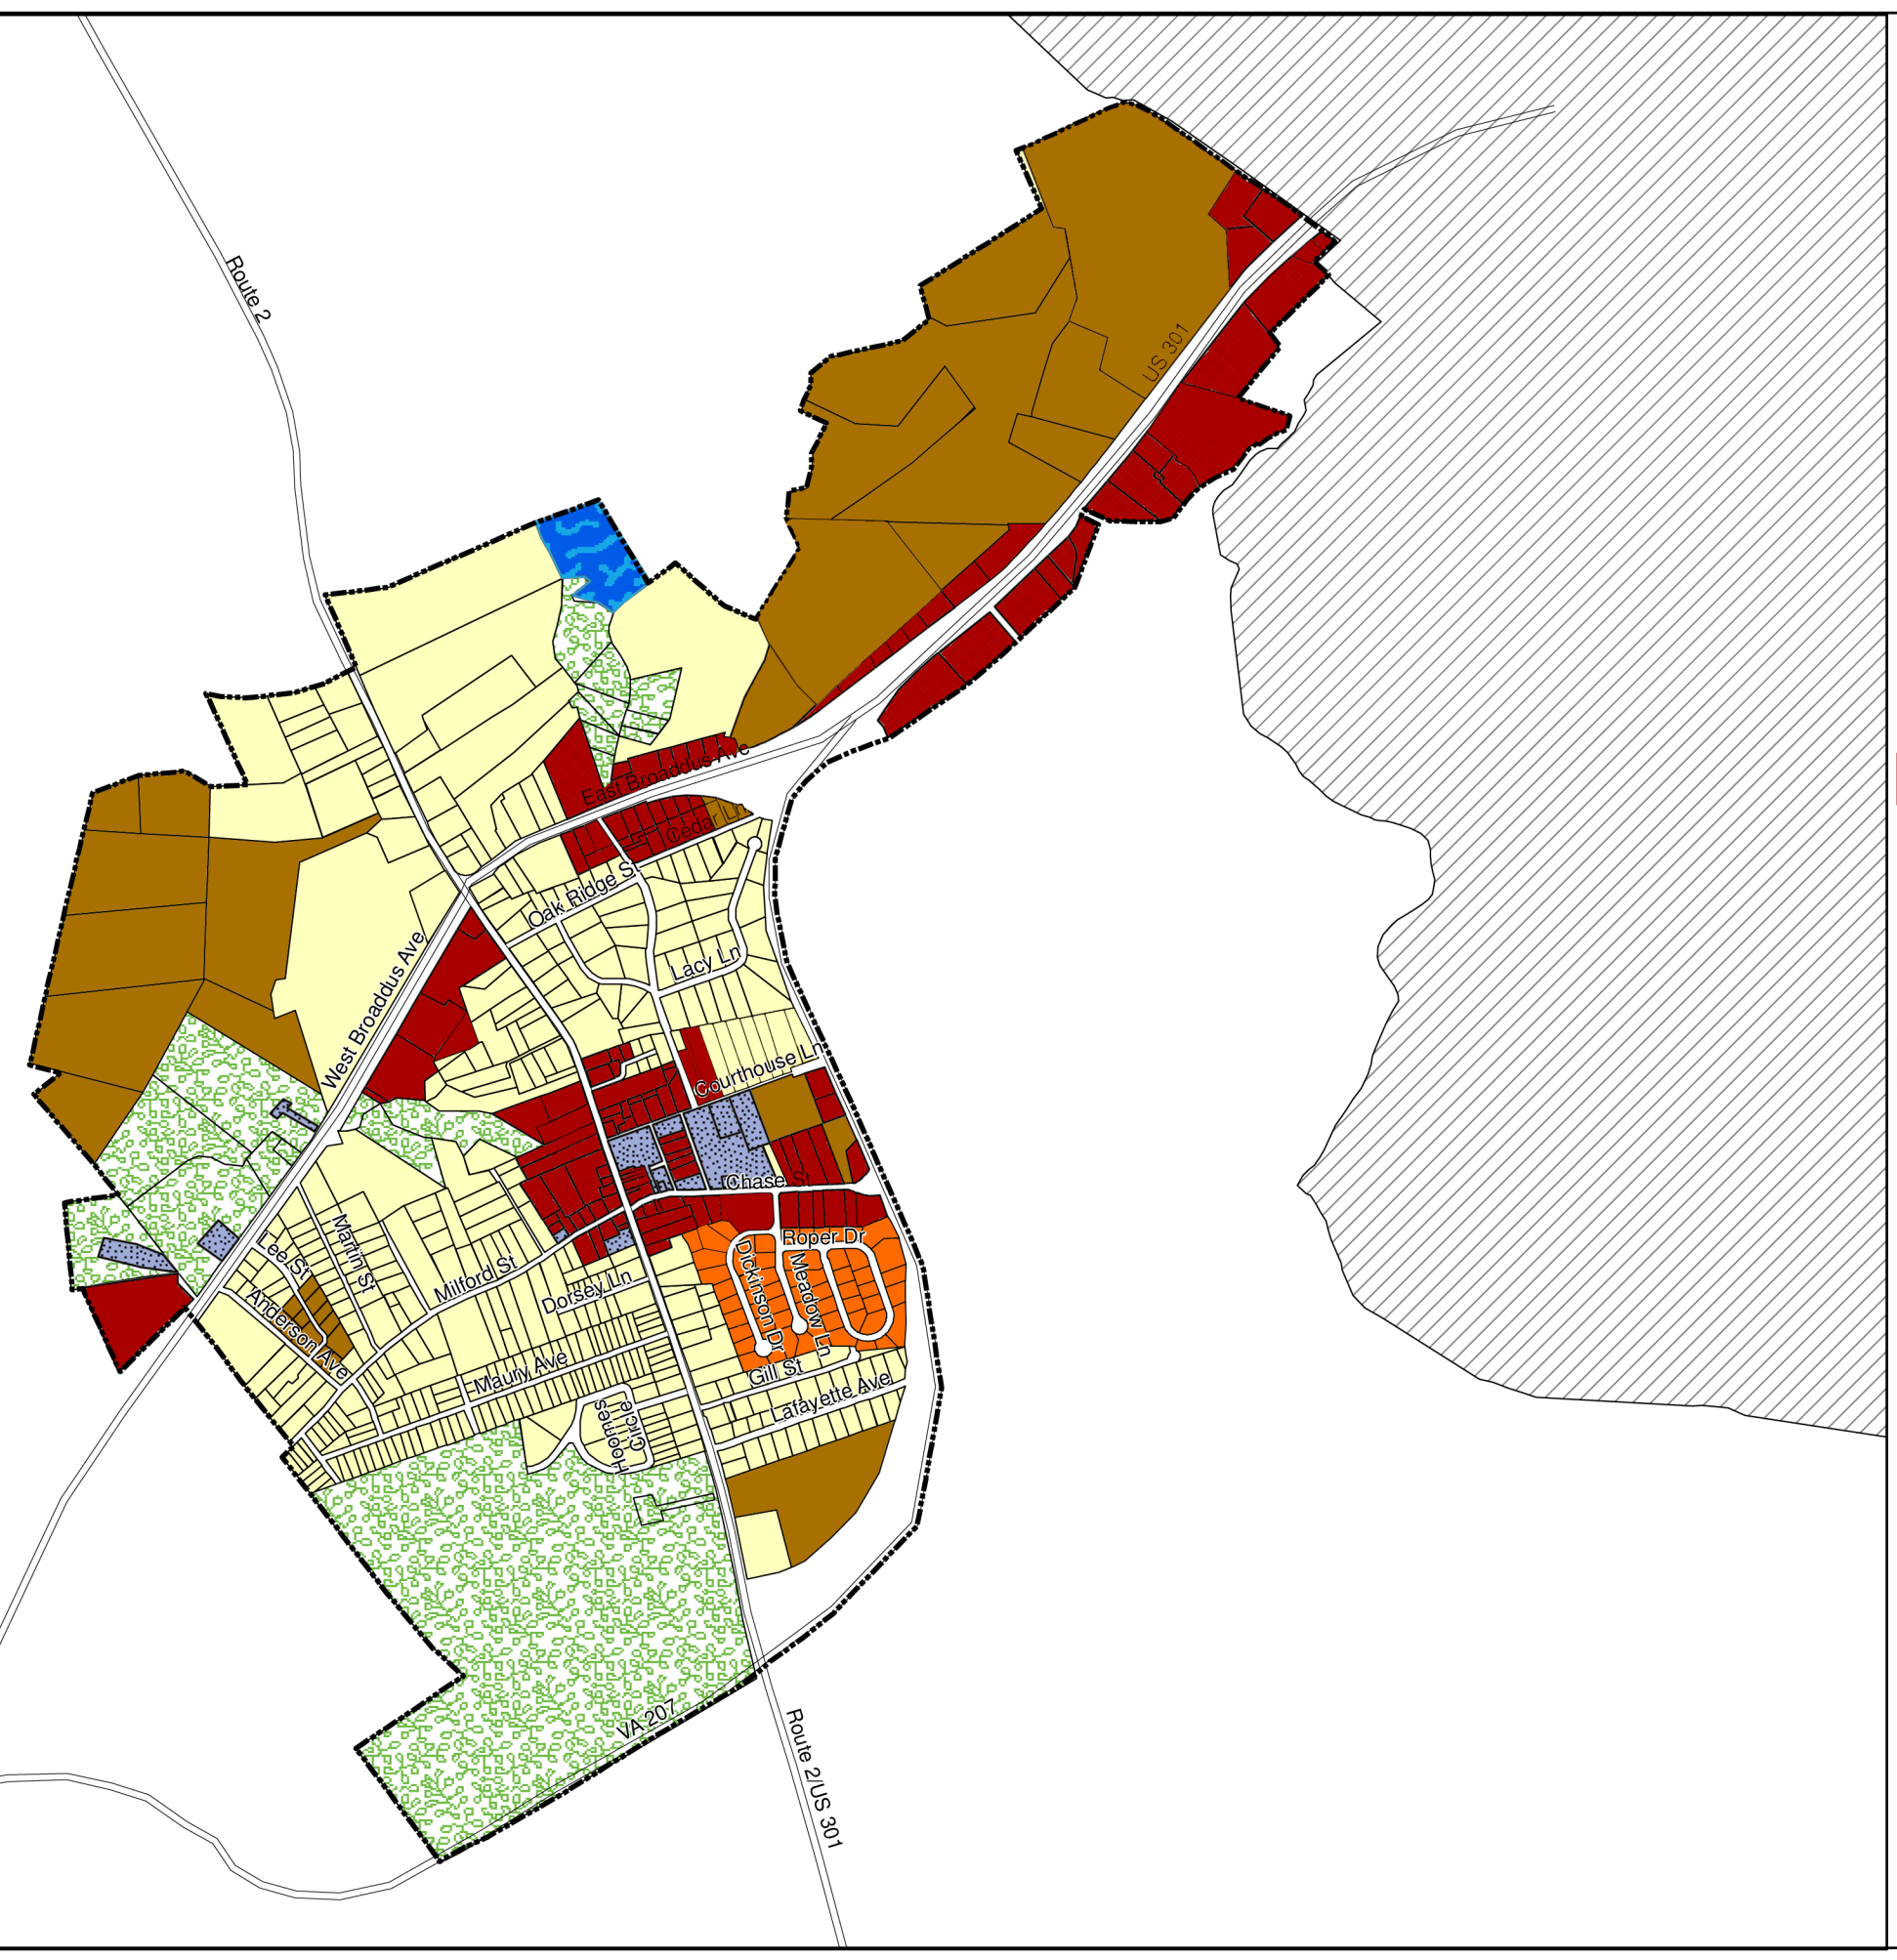 Route 2
US 301
East Broaddus Ave
Cedar Ln
Oak Ridge St
Lacy Ln
West Broaddus Ave
Courthouse Ln
Chase St
Roper Dr
Martin St
Lee St
Milford St
Dickinson Dr
Meadow Ln
Dorsey Ln
Anderson Ave
Maury Ave
Gill St
Lafayette Ave
Hoomes
Circle
VA 207
Route 2/US 301